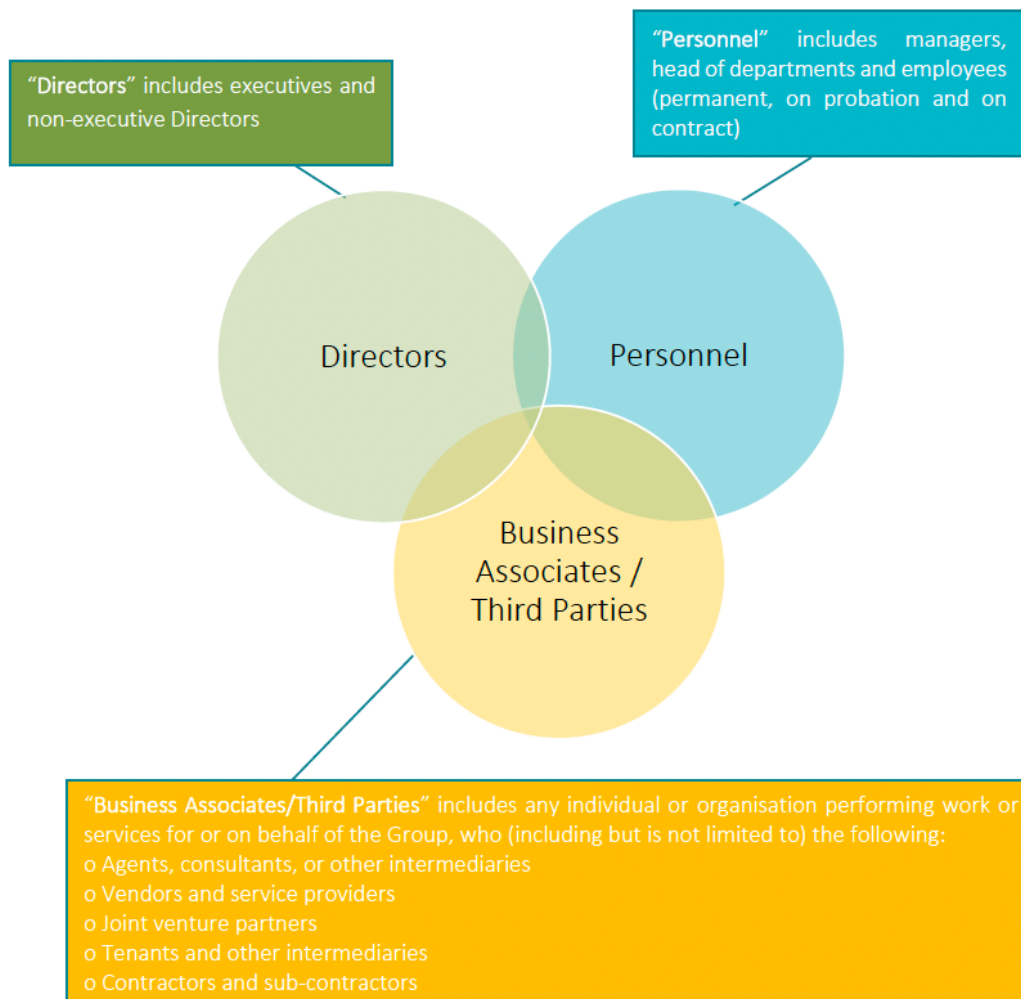 “Directors” includes executives and
non-executive Directors
“Personnel” includes managers,
head of departments and employees
(permanent, on probation and on
contract)
Directors
Personnel
Business
Associates /
Third Parties
“Business Associates/Third Parties” includes any individual or organisation performing work or
services for or on behalf of the Group, who (including but is not limited to) the following:
o Agents, consultants, or other intermediaries
o Vendors and service providers
o Joint venture partners
o Tenants and other intermediaries
o Contractors and sub-contractors